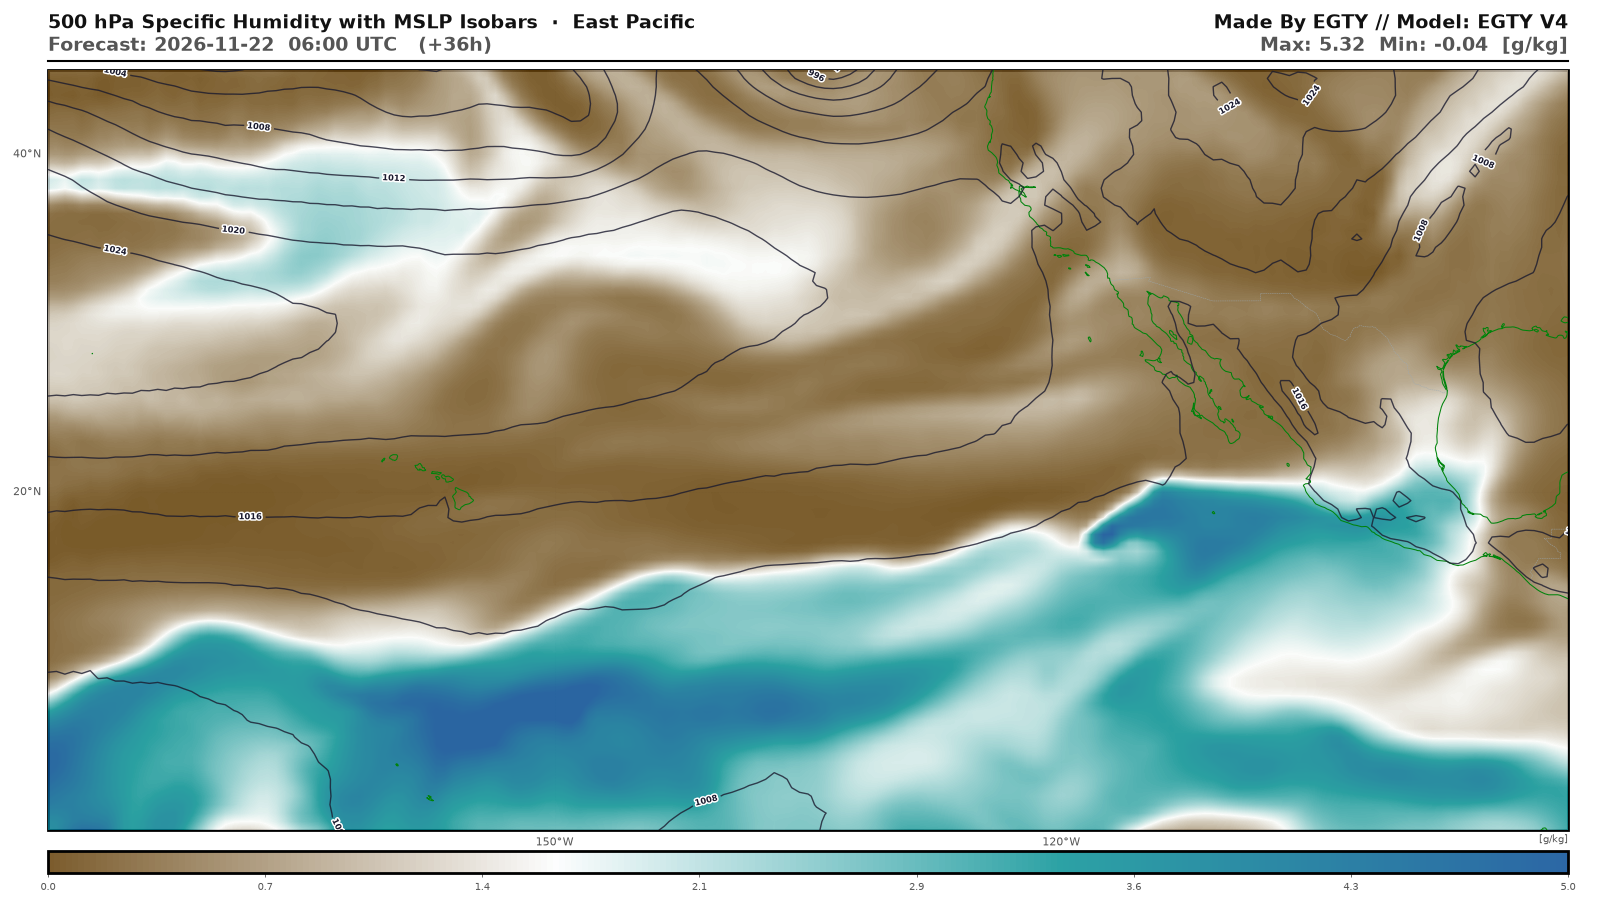 500 hPa Specific Humidity with MSLP Isobars · East Pacific
Made By EGTY // Model: EGTY V4
Forecast: 2026-11-22 06:00 UTC (+36h)
Max: 5.32 Min: -0.04 [g/kg]
1004
996
1024
1024
1008
40°N
1008
1012
1020
1008
1024
1016
20°N
1016
1008
10
150°W
120°W
[g/kg]
0.0
0.7
1.4
2.1
2.9
3.6
4.3
5.0